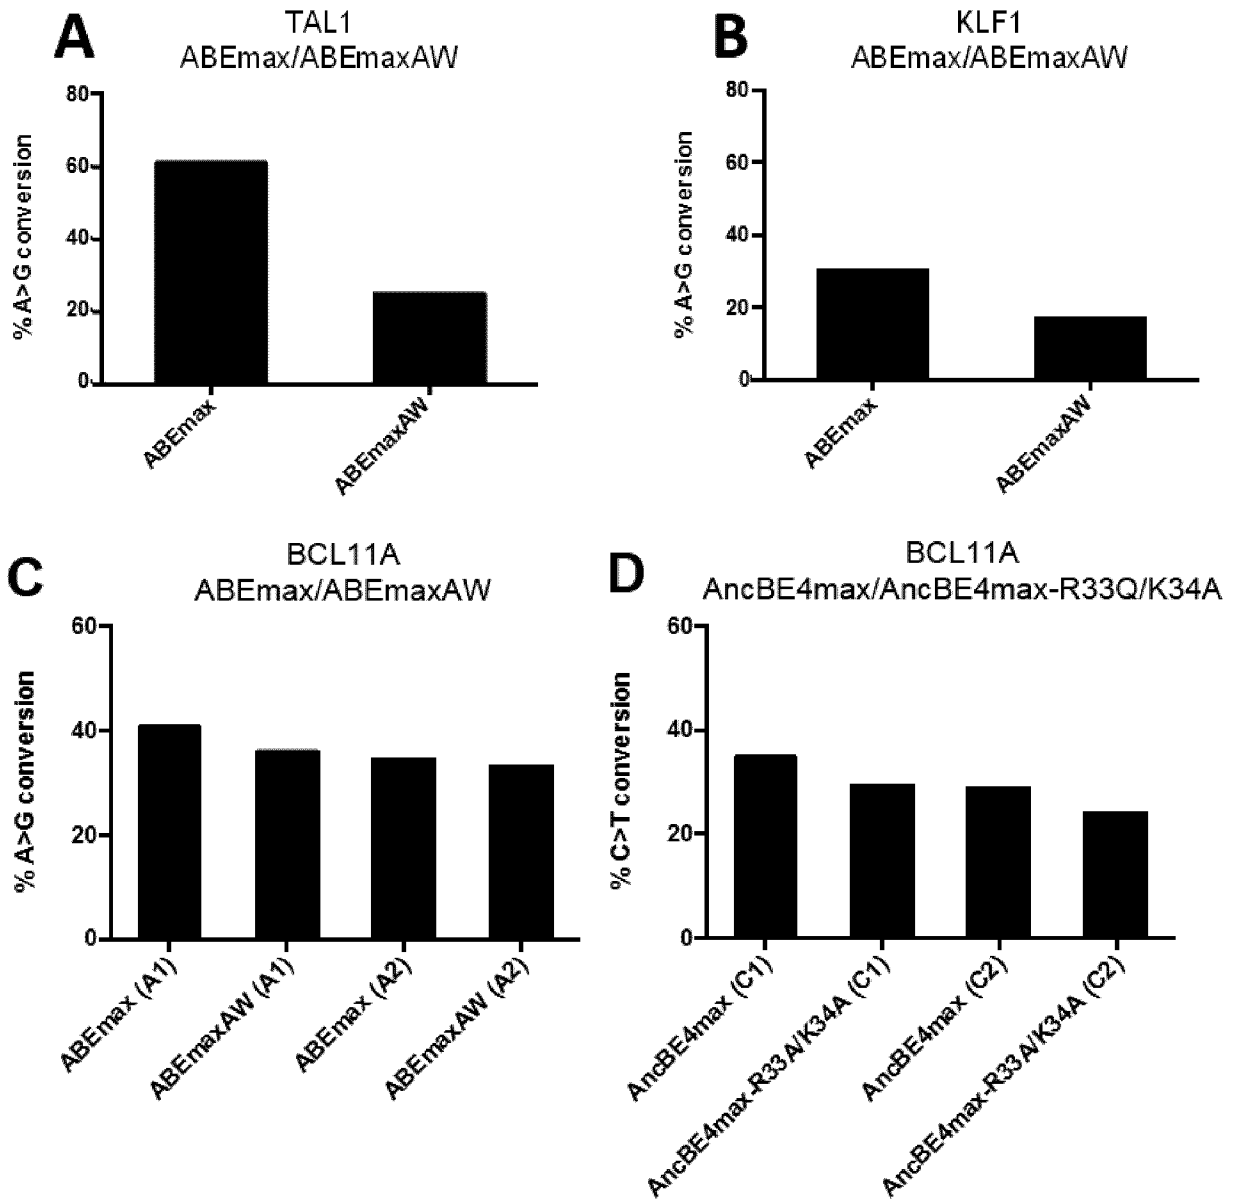 A
TAL1
ABEmax/ABEmaxAW
% A>G conversion
80
60
40
20
0
ABEmax
ABEmaxAW
B
KLF1
ABEmax/ABEmaxAW
% A>G conversion
80
60
40
20
0
ABEmax
ABEmaxAW
C
BCL11A
ABEmax/ABEmaxAW
% A>G conversion
60
40
20
0
ABEmax (A1)
ABEmaxAW (A1)
ABEmax (A2)
ABEmaxAW (A2)
D
BCL11A
AncBE4max/AncBE4max-R33Q/K34A
% C>T conversion
60
40
20
0
AncBE4max (C1)
AncBE4max-R33A/K34A (C1)
AncBE4max (C2)
AncBE4max-R33A/K34A (C2)